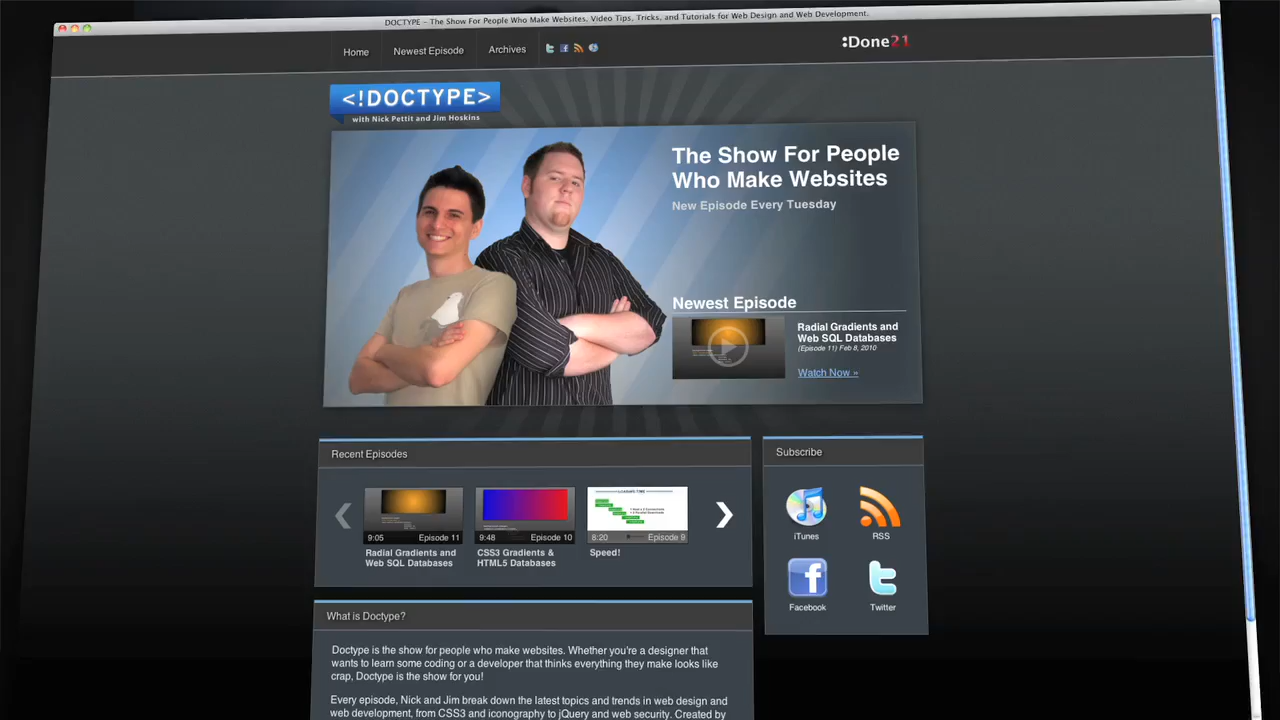 DOCTYPE - The Show For People Who Make Websites. Video Tips, Tricks, and Tutorials for Web Design and Web Development.
Home
Newest Episode
Archives
:Done21
<!DOCTYPE>
with Nick Pettit and Jim Hoskins
The Show For People
Who Make Websites
New Episode Every Tuesday
Newest Episode
Radial Gradients and
Web SQL Databases
(Episode 11) Feb 8, 2010
Watch Now »
Recent Episodes
9:05 Episode 11
Radial Gradients and
Web SQL Databases
9:48 Episode 10
CSS3 Gradients &
HTML5 Databases
8:20 Episode 9
Speed!
Subscribe
iTunes
RSS
Facebook
Twitter
What is Doctype?
Doctype is the show for people who make websites. Whether you're a designer that
wants to learn some coding or a developer that thinks everything they make looks like
crap, Doctype is the show for you!
Every episode, Nick and Jim break down the latest topics and trends in web design and
web development, from CSS3 and iconography to jQuery and web security. Created by